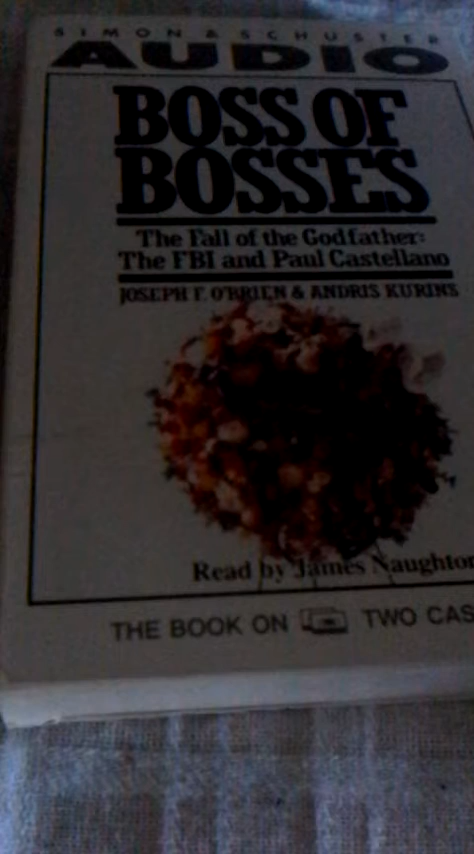 SIMON & SCHUSTER
AUDIO
BOSS OF
BOSSES
The Fall of the Godfather:
The FBI and Paul Castellano
JOSEPH F. O'BRIEN & ANDRIS KURINS
Read by James Naughton
THE BOOK ON TWO CAS